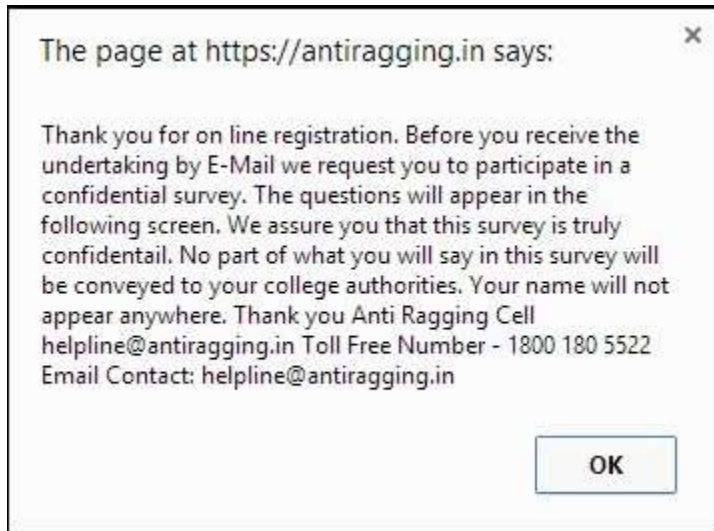 The page at https://antiragging.in says:
×
Thank you for on line registration. Before you receive the
undertaking by E-Mail we request you to participate in a
confidential survey. The questions will appear in the
following screen. We assure you that this survey is truly
confidentail. No part of what you will say in this survey will
be conveyed to your college authorities. Your name will not
appear anywhere. Thank you Anti Ragging Cell
helpline@antiragging.in Toll Free Number - 1800 180 5522
Email Contact: helpline@antiragging.in
OK